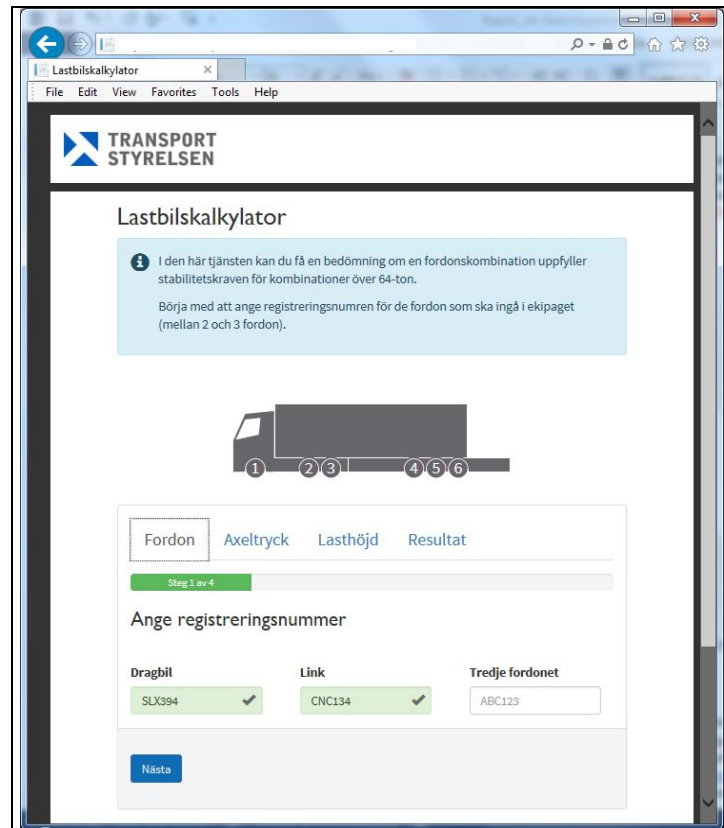 Lastbilskalkylator
File Edit View Favorites Tools Help
TRANSPORT
STYRELSEN
Lastbilskalkylator
I den här tjänsten kan du få en bedömning om en fordonskombination uppfyller
stabilitetskraven för kombinationer över 64-ton.
Börja med att ange registreringsnumren för de fordon som ska ingå i ekipaget
(mellan 2 och 3 fordon).
1 2 3 4 5 6
Fordon Axeltryck Lasthöjd Resultat
Steg 1 av 4
Ange registreringsnummer
Dragbil Link Tredje fordonet
SLX394 CNC134 ABC123
Nästa